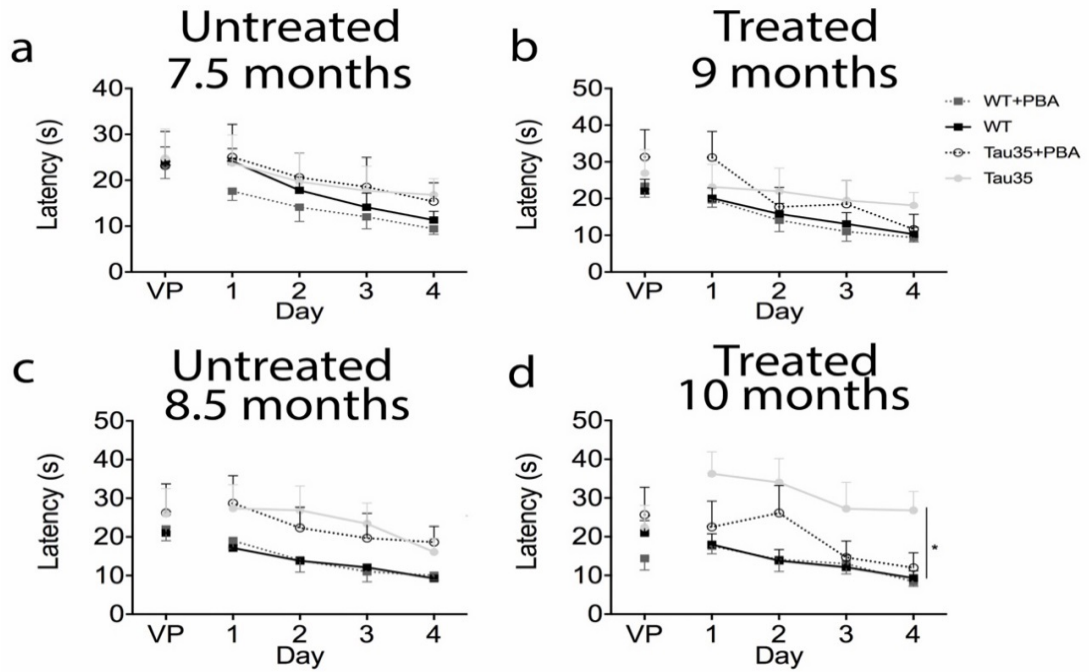 a
Untreated
7.5 months
Latency (s)
40
30
20
10
0
VP 1 2 3 4
Day
b
Treated
9 months
Latency (s)
50
40
30
20
10
0
VP 1 2 3 4
Day
WT+PBA
WT
Tau35+PBA
Tau35
c
Untreated
8.5 months
Latency (s)
50
40
30
20
10
0
VP 1 2 3 4
Day
d
Treated
10 months
Latency (s)
50
40
30
20
10
0
VP 1 2 3 4
Day
*